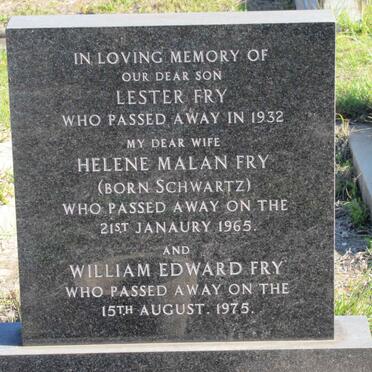 IN LOVING MEMORY OF
OUR DEAR SON
LESTER FRY
WHO PASSED AWAY IN 1932
MY DEAR WIFE
HELENE MALAN FRY
(BORN SCHWARTZ)
WHO PASSED AWAY ON THE
21ST JANAURY 1965.
AND
WILLIAM EDWARD FRY
WHO PASSED AWAY ON THE
15TH AUGUST. 1975.